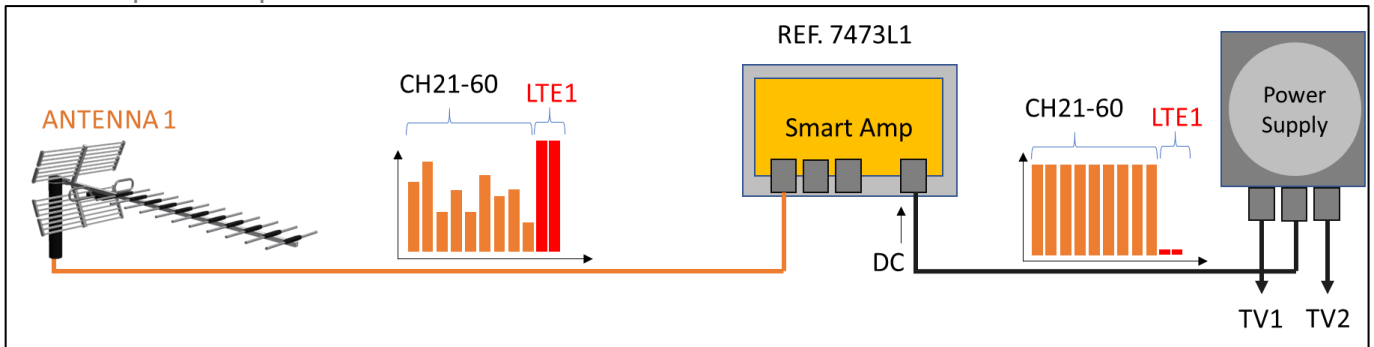 REF. 7473L1
CH21-60
LTE1
ANTENNA 1
Smart Amp
DC
CH21-60
LTE1
Power
Supply
TV1
TV2